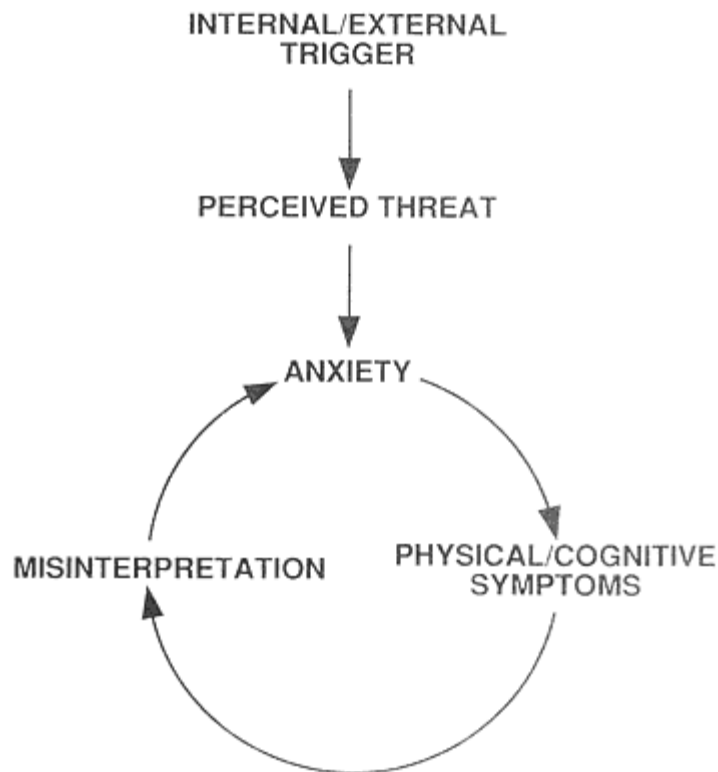 INTERNAL/EXTERNAL
TRIGGER
PERCEIVED THREAT
ANXIETY
MISINTERPRETATION
PHYSICAL/COGNITIVE
SYMPTOMS